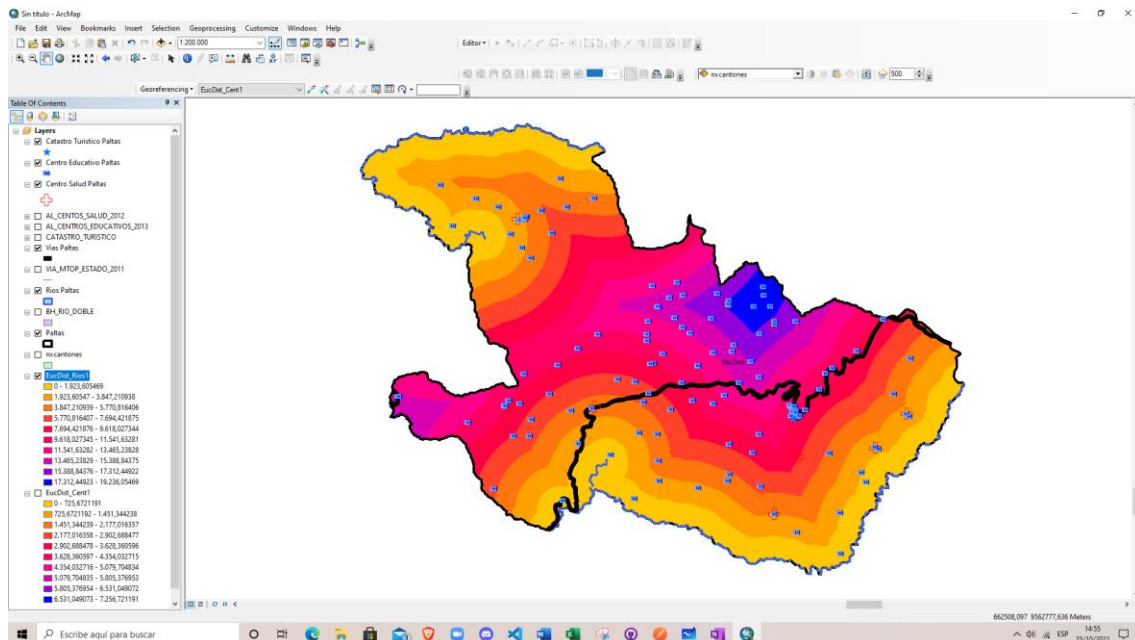 Sin título - ArcMap
File Edit View Bookmarks Insert Selection Geoprocessing Customize Windows Help
1:200.000
Editor
nxcantones
500
Georeferencing EucDist_Cent1
Table Of Contents
Layers
Catastro Turistico Paltas
Centro Educativo Paltas
Centro Salud Paltas
AL_CENTOS_SALUD_2012
AL_CENTROS_EDUCATIVOS_2013
CATASTRO_TURISTICO
Vias Paltas
VIA_MTOP_ESTADO_2011
Rios Paltas
BH_RIO_DOBLE
Paltas
nxcantones
EucDist_Rios1
0 - 1.923,605469
1.923,60547 - 3.847,210938
3.847,210939 - 5.770,816406
5.770,816407 - 7.694,421875
7.694,421876 - 9.618,027344
9.618,027345 - 11.541,63281
11.541,63282 - 13.465,23828
13.465,23829 - 15.388,84375
15.388,84376 - 17.312,44922
17.312,44923 - 19.236,05469
EucDist_Cent1
0 - 725,6721191
725,6721192 - 1.451,344238
1.451,344239 - 2.177,016357
2.177,016358 - 2.902,688477
2.902,688478 - 3.628,360596
3.628,360597 - 4.354,032715
4.354,032716 - 5.079,704834
5.079,704835 - 5.805,376953
5.805,376954 - 6.531,049072
6.531,049073 - 7.256,721191
PALTAS
662508,097 9562777,636 Meters
Escribe aquí para buscar
ESP
14:55
25/10/2021